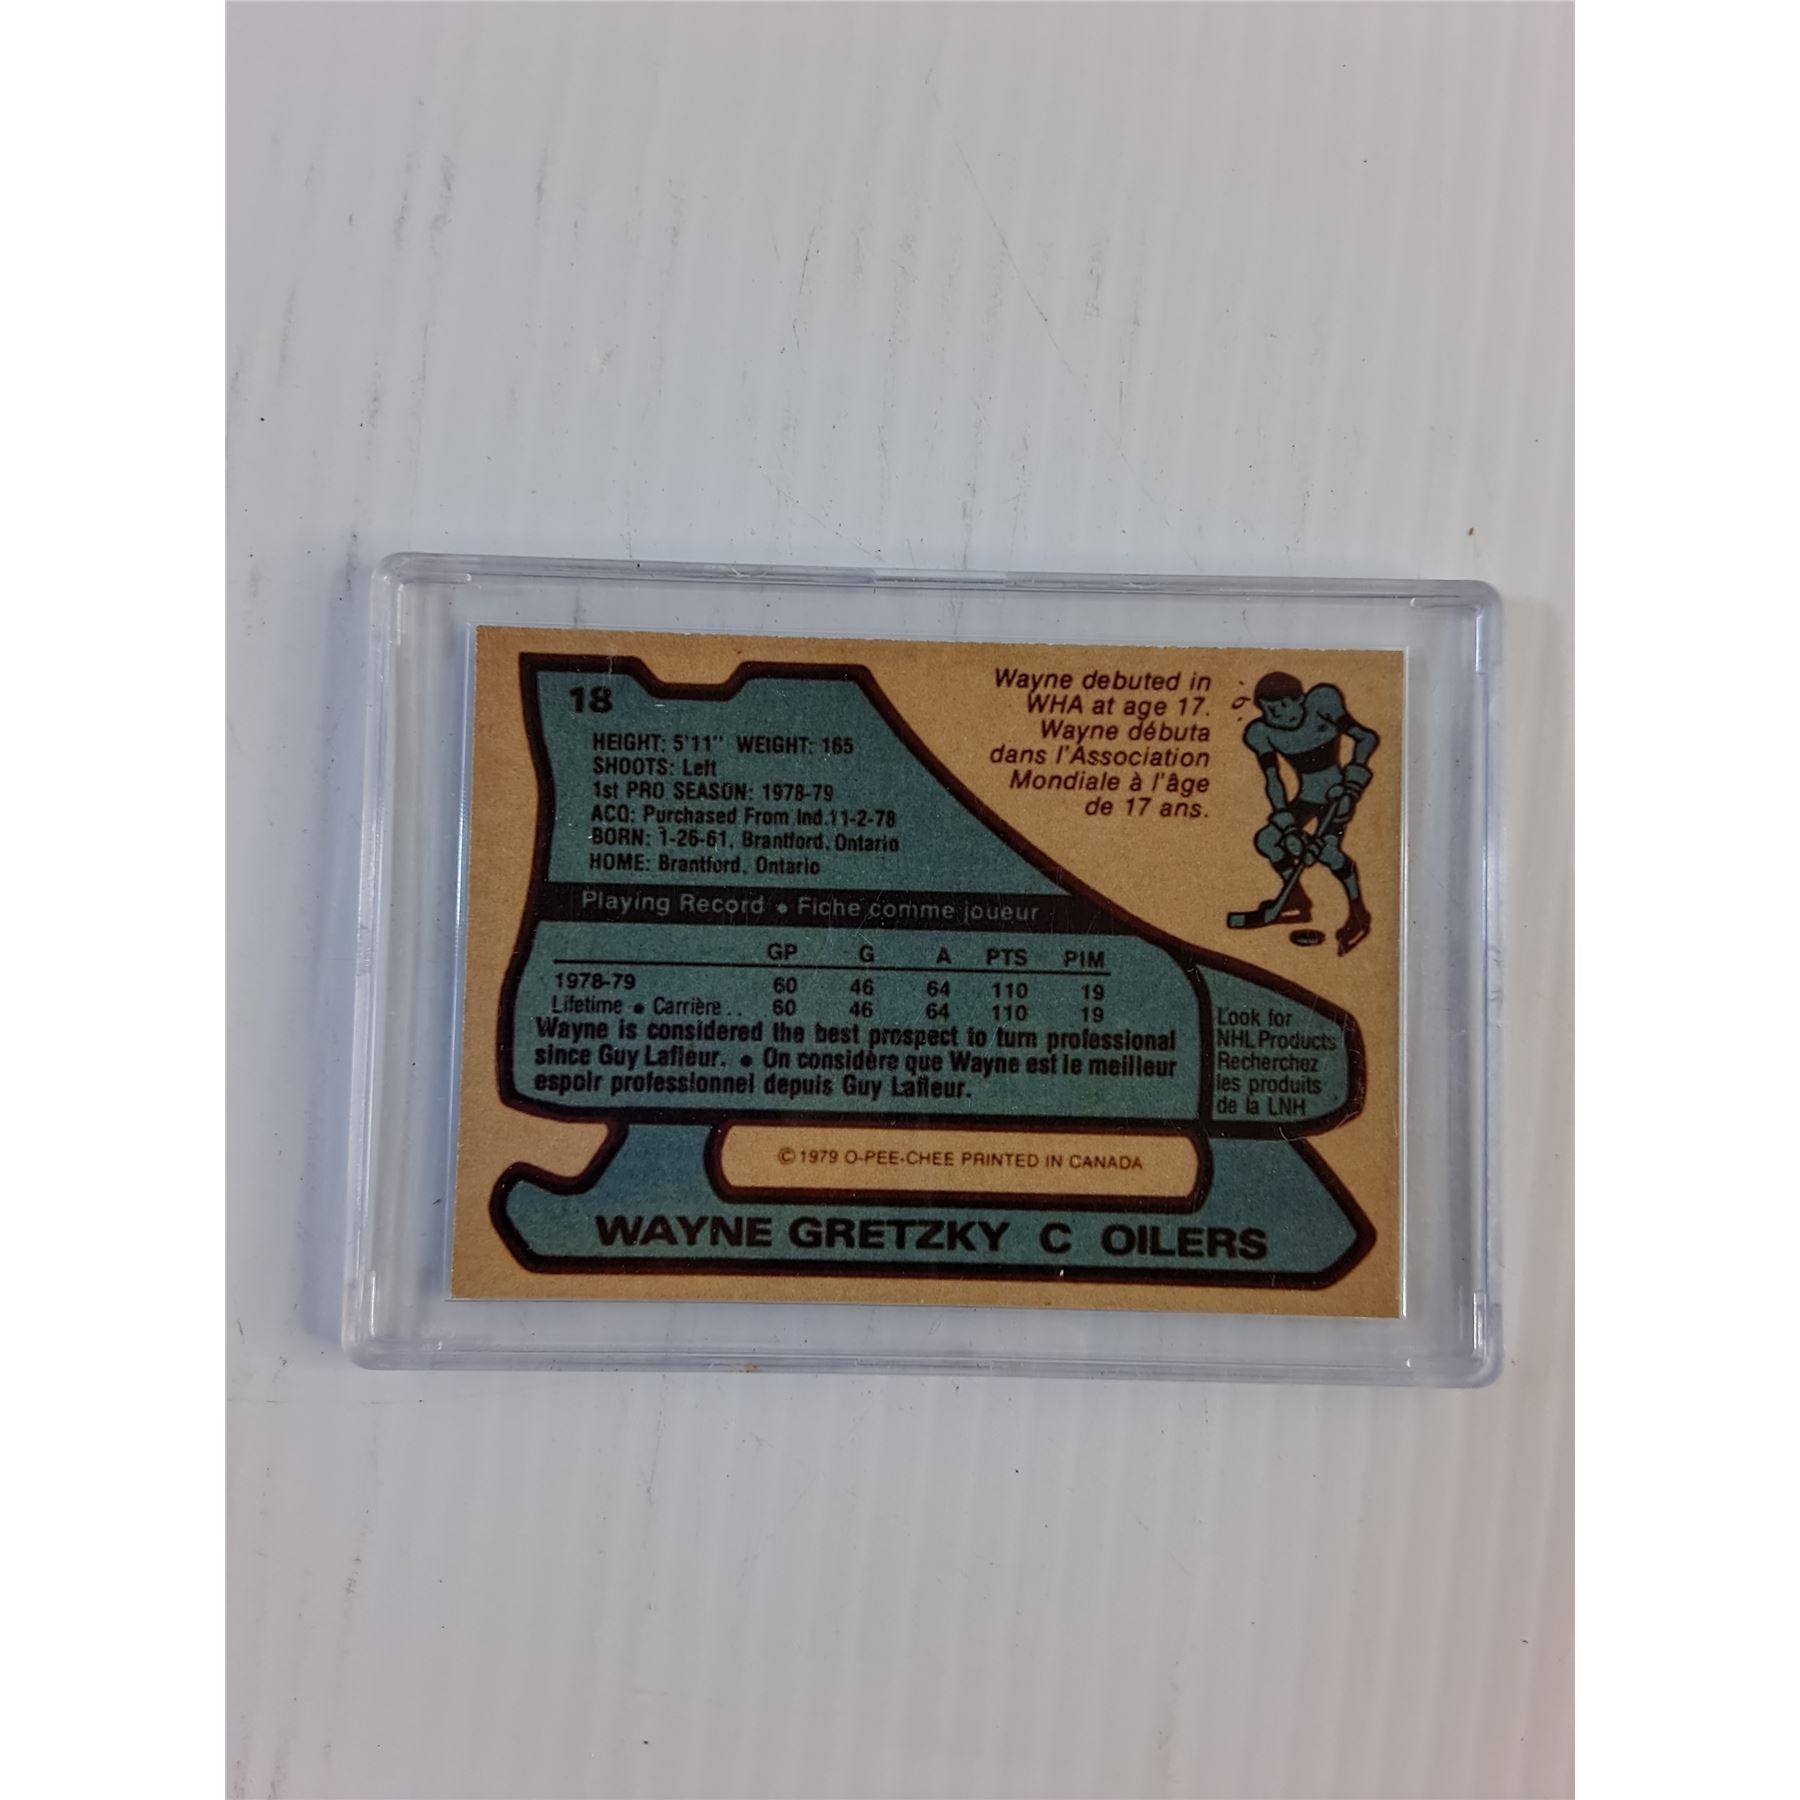 18
HEIGHT: 5'11" WEIGHT: 165
SHOOTS: Left
1st PRO SEASON: 1978-79
ACQ: Purchased From Ind.11-2-78
BORN: 1-26-61, Brantford, Ontario
HOME: Brantford, Ontario
Wayne debuted in
WHA at age 17.
Wayne débuta
dans l'Association
Mondiale à l'âge
de 17 ans.
Playing Record • Fiche comme joueur
GP G A PTS PIM
1978-79 60 46 64 110 19
Lifetime • Carrière .. 60 46 64 110 19
Wayne is considered the best prospect to turn professional
since Guy Lafleur. • On considère que Wayne est le meilleur
espoir professionnel depuis Guy Lafleur.
Look for
NHL Products
Recherchez
les produits
de la LNH
© 1979 O-PEE-CHEE PRINTED IN CANADA
WAYNE GRETZKY C OILERS